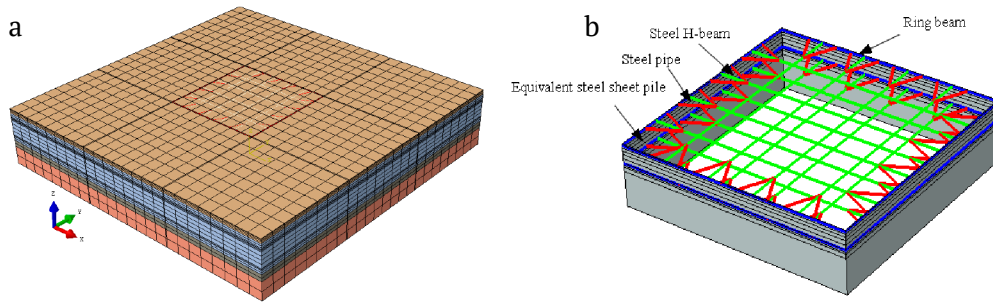 a
b
Ring beam
Steel H-beam
Steel pipe
Equivalent steel sheet pile
Z
Y
X